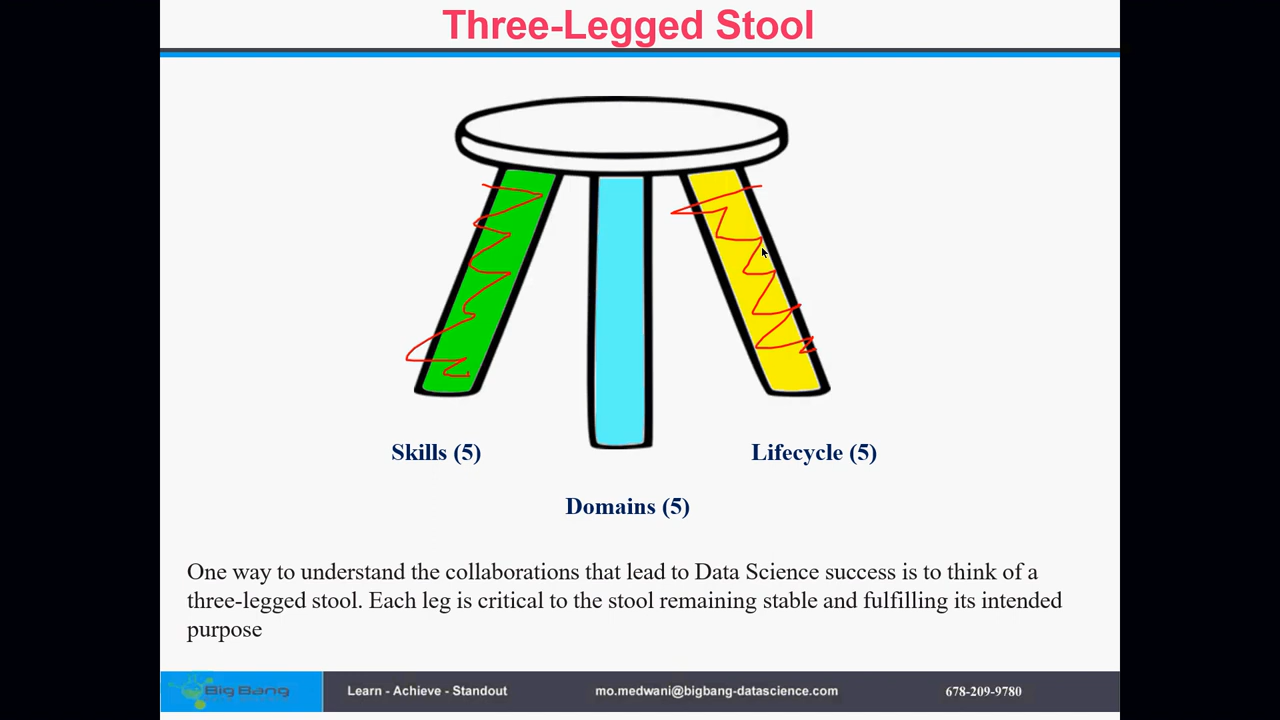 Three-Legged Stool
Skills (5)
Lifecycle (5)
Domains (5)
One way to understand the collaborations that lead to Data Science success is to think of a
three-legged stool. Each leg is critical to the stool remaining stable and fulfilling its intended
purpose
Big Bang
Learn - Achieve - Standout
mo.medwani@bigbang-datascience.com
678-209-9780